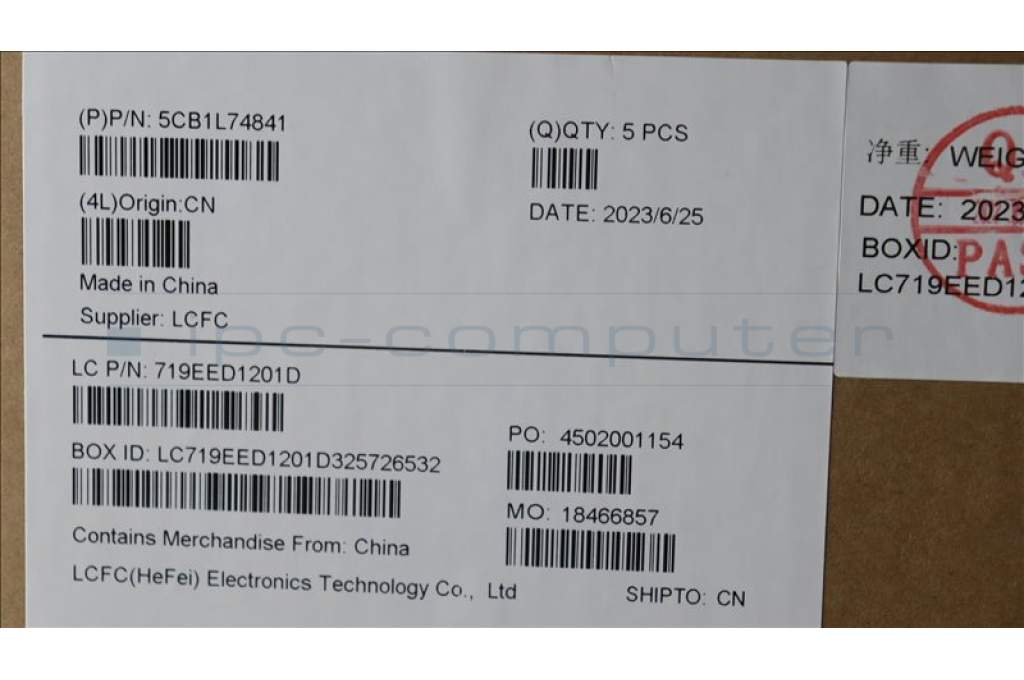 (P)P/N: 5CB1L74841
(Q)QTY: 5 PCS
(4L)Origin:CN
DATE: 2023/6/25
Made in China
Supplier: LCFC
LC P/N: 719EED1201D
BOX ID: LC719EED1201D325726532
PO: 4502001154
MO: 18466857
Contains Merchandise From: China
LCFC(HeFei) Electronics Technology Co., Ltd
SHIPTO: CN
净重: WEIG
DATE: 2023
BOXID:
LC719EED12
Q
PAS
ipc-computer